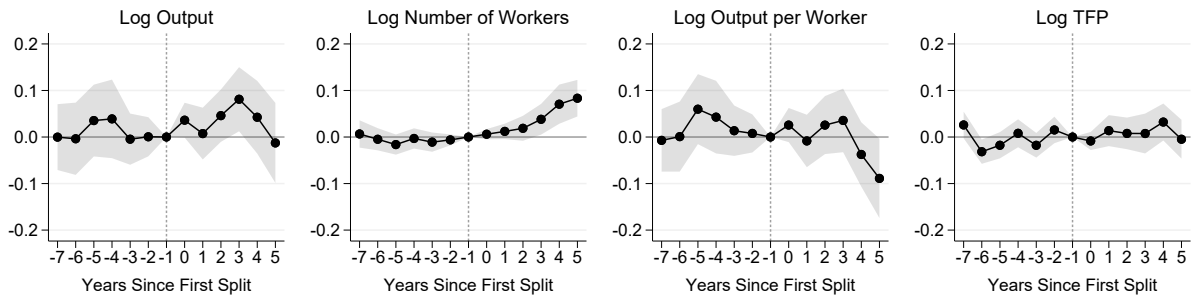 Log Output
0.2
0.1
0.0
-0.1
-0.2
-7 -6 -5 -4 -3 -2 -1 0 1 2 3 4 5
Years Since First Split
Log Number of Workers
0.2
0.1
0.0
-0.1
-0.2
-7 -6 -5 -4 -3 -2 -1 0 1 2 3 4 5
Years Since First Split
Log Output per Worker
0.2
0.1
0.0
-0.1
-0.2
-7 -6 -5 -4 -3 -2 -1 0 1 2 3 4 5
Years Since First Split
Log TFP
0.2
0.1
0.0
-0.1
-0.2
-7 -6 -5 -4 -3 -2 -1 0 1 2 3 4 5
Years Since First Split